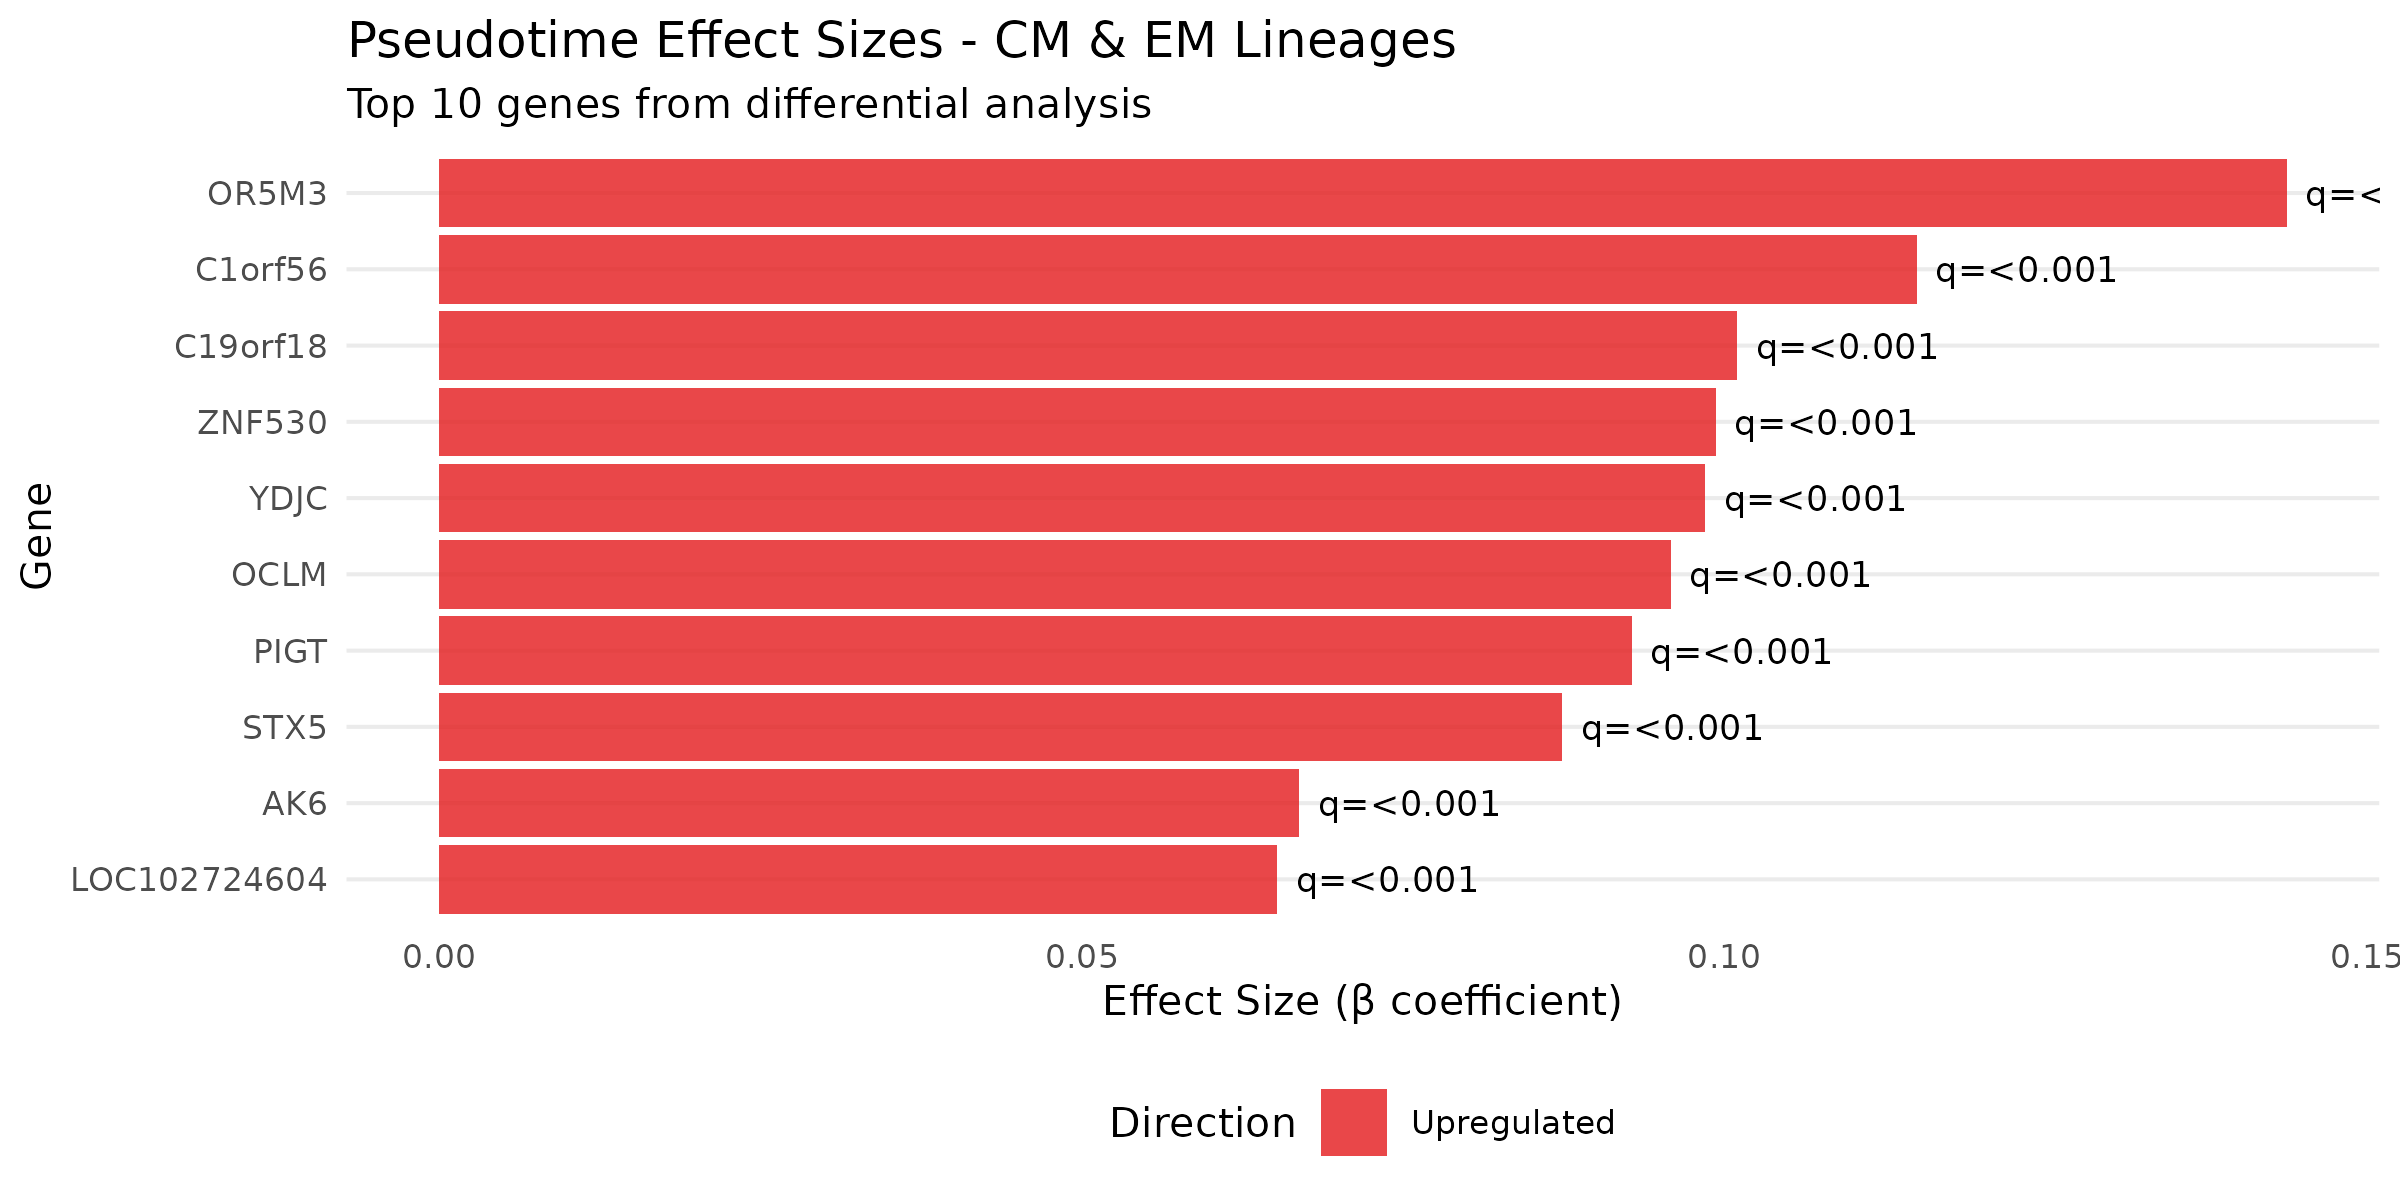 Pseudotime Effect Sizes - CM & EM Lineages
Top 10 genes from differential analysis
Gene
OR5M3 q=<
C1orf56 q=<0.001
C19orf18 q=<0.001
ZNF530 q=<0.001
YDJC q=<0.001
OCLM q=<0.001
PIGT q=<0.001
STX5 q=<0.001
AK6 q=<0.001
LOC102724604 q=<0.001
0.00 0.05 0.10 0.15
Effect Size (β coefficient)
Direction Upregulated